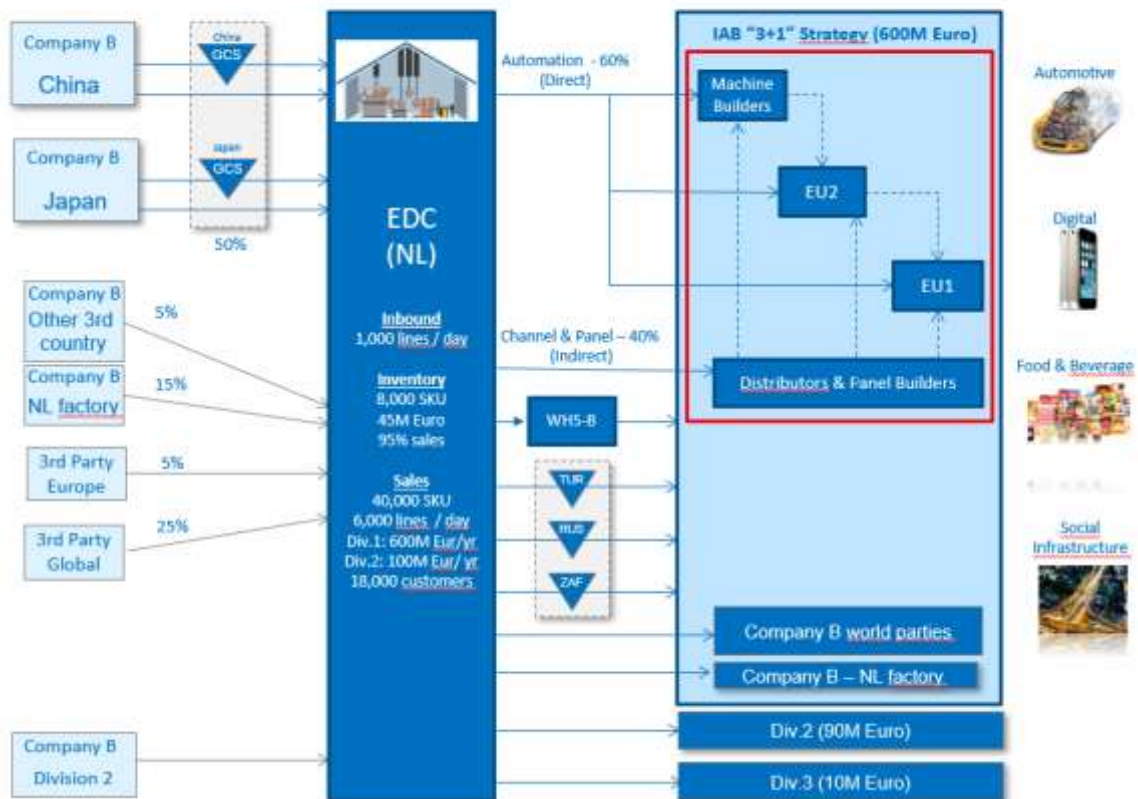 Company B
China
Company B
Japan
China
GCS
Japan
GCS
50%
Company B
Other 3rd
country
5%
Company B
NL factory
15%
3rd Party
Europe
5%
3rd Party
Global
25%
Company B
Division 2
EDC
(NL)
Inbound
1,000 lines / day
Inventory
8,000 SKU
45M Euro
95% sales
Sales
40,000 SKU
6,000 lines / day
Div.1: 600M Eur/yr
Div.2: 100M Eur/ yr
18,000 customers
Automation - 60%
(Direct)
Channel & Panel – 40%
(Indirect)
WHS-B
TUR
RUS
ZAF
IAB "3+1" Strategy (600M Euro)
Machine
Builders
EU2
EU1
Distributors & Panel Builders
Company B world parties
Company B – NL factory
Div.2 (90M Euro)
Div.3 (10M Euro)
Automotive
Digital
Food & Beverage
Social
Infrastructure